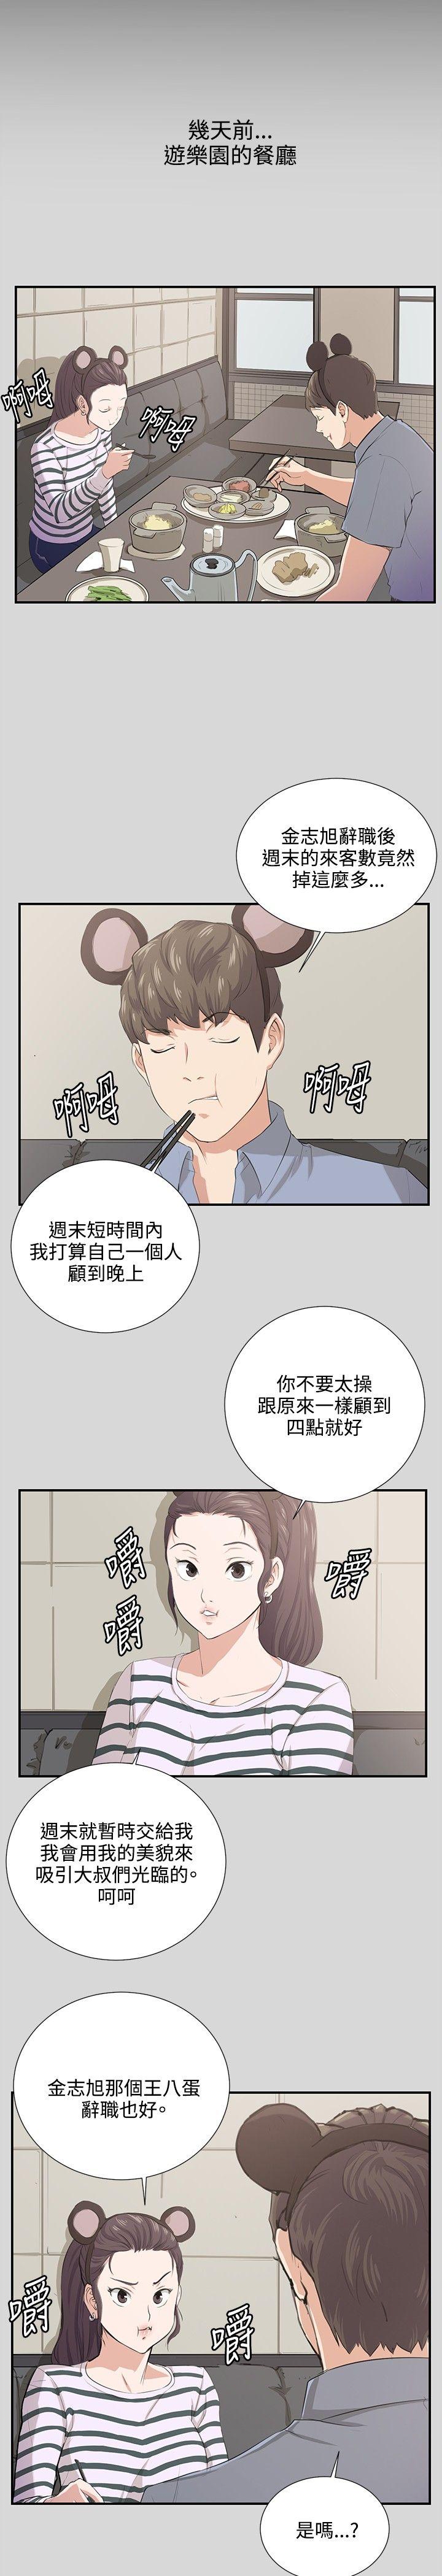 幾天前...
遊樂園的餐廳
啊呣
啊呣
金志旭辭職後
週末的來客數竟然
掉這麼多...
啊呣
啊呣
週末短時間內
我打算自己一個人
顧到晚上
你不要太操
跟原來一樣顧到
四點就好
嚼
嚼
嚼
週末就暫時交給我
我會用我的美貌來
吸引大叔們光臨的。
呵呵
金志旭那個王八蛋
辭職也好。
嚼
嚼
是嗎...?